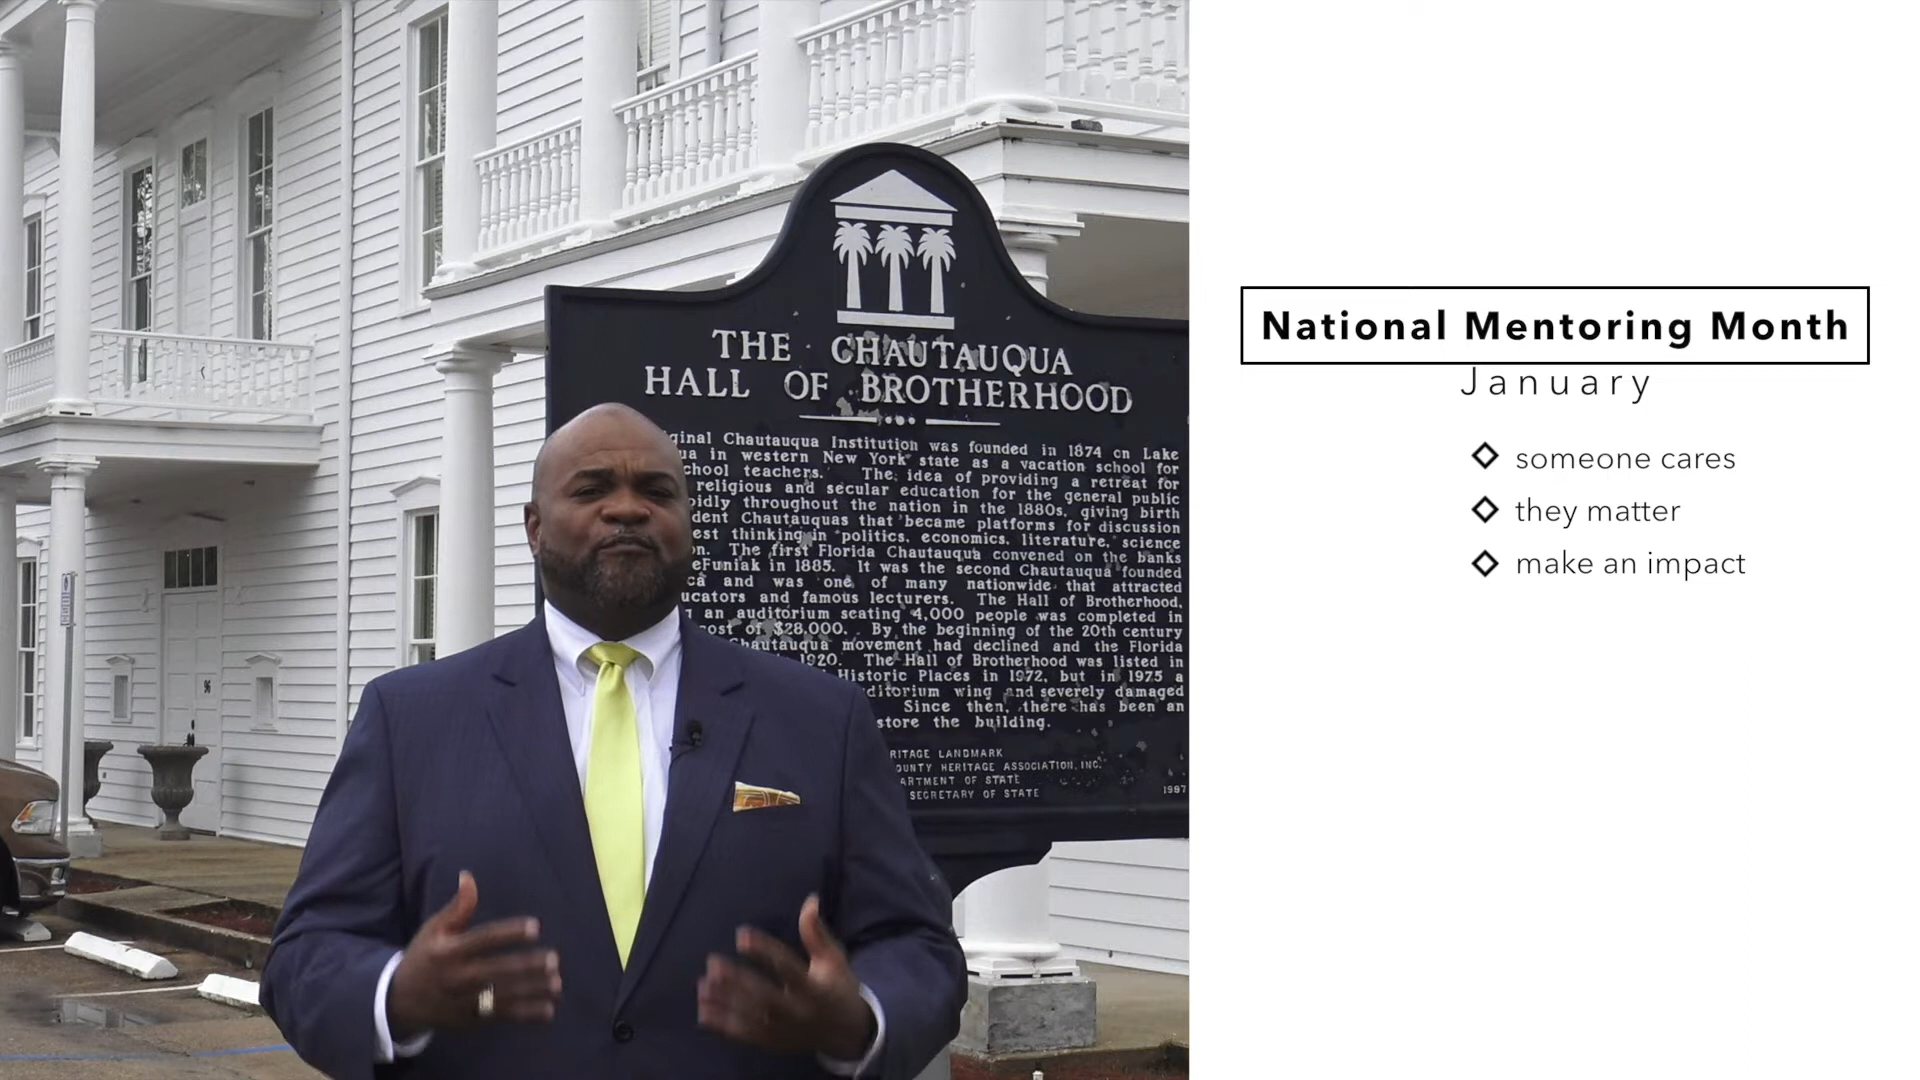 THE CHAUTAUQUA
HALL OF BROTHERHOOD
ginal Chautauqua Institution was founded in 1874 on Lake
ua in western New York state as a vacation school for
chool teachers. The idea of providing a retreat for
religious and secular education for the general public
pidly throughout the nation in the 1880s, giving birth
dent Chautauquas that became platforms for discussion
est thinking in politics, economics, literature, science
on. The first Florida Chautauqua convened on the banks
eFuniak in 1885. It was the second Chautauqua founded
ca and was one of many nationwide that attracted
ucators and famous lecturers. The Hall of Brotherhood,
an auditorium seating 4,000 people was completed in
cost of $28,000. By the beginning of the 20th century
Chautauqua movement had declined and the Florida
1920. The Hall of Brotherhood was listed in
Historic Places in 1972, but in 1975 a
ditorium wing and severely damaged
Since then, there has been an
store the building.
RITAGE LANDMARK
OUNTY HERITAGE ASSOCIATION, INC.
ARTMENT OF STATE
SECRETARY OF STATE 1987
96
National Mentoring Month
January
someone cares
they matter
make an impact